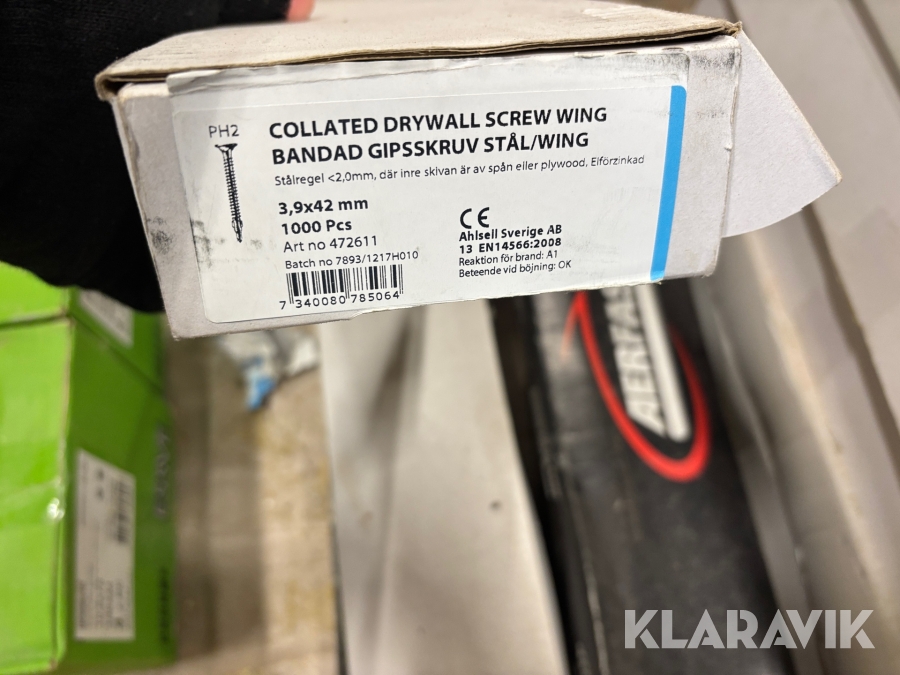 PH2
COLLATED DRYWALL SCREW WING
BANDAD GIPSSKRUV STÅL/WING
Stålregel <2,0mm, där inre skivan är av spån eller plywood, Elförzinkad
3,9x42 mm
1000 Pcs
Art no 472611
Batch no 7893/1217H010
7 340080 785064
CE
Ahlsell Sverige AB
13 EN14566:2008
Reaktion för brand: A1
Beteende vid böjning: OK
AERFAS
KLARAVIK